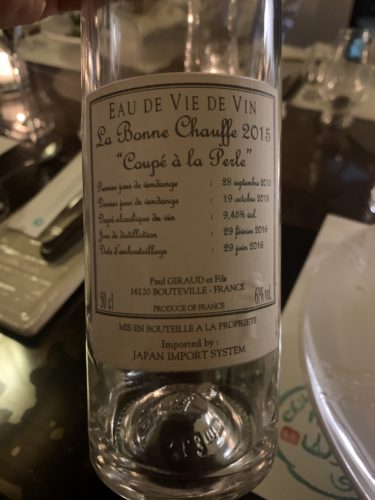 EAU DE VIE DE VIN
La Bonne Chauffe 2015
"Coupé à la Perle"
Premier jour de vendange : 28 septembre 2015
Dernier jour de vendange : 19 octobre 2015
Degré alcoolique du vin : 9,45% vol.
Jour de distillation : 29 février 2016
Date d'embouteillage : 29 juin 2016
50 cl
Paul GIRAUD et Fils
16120 BOUTEVILLE - FRANCE
PRODUCE OF FRANCE
61% vol.
MIS EN BOUTEILLE A LA PROPRIETE
Imported by :
JAPAN IMPORT SYSTEM